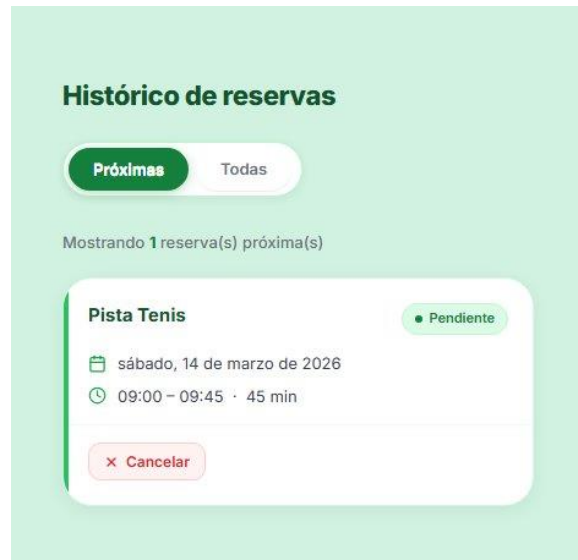 Histórico de reservas
Próximas
Todas
Mostrando 1 reserva(s) próxima(s)
Pista Tenis
Pendiente
sábado, 14 de marzo de 2026
09:00 – 09:45 · 45 min
Cancelar